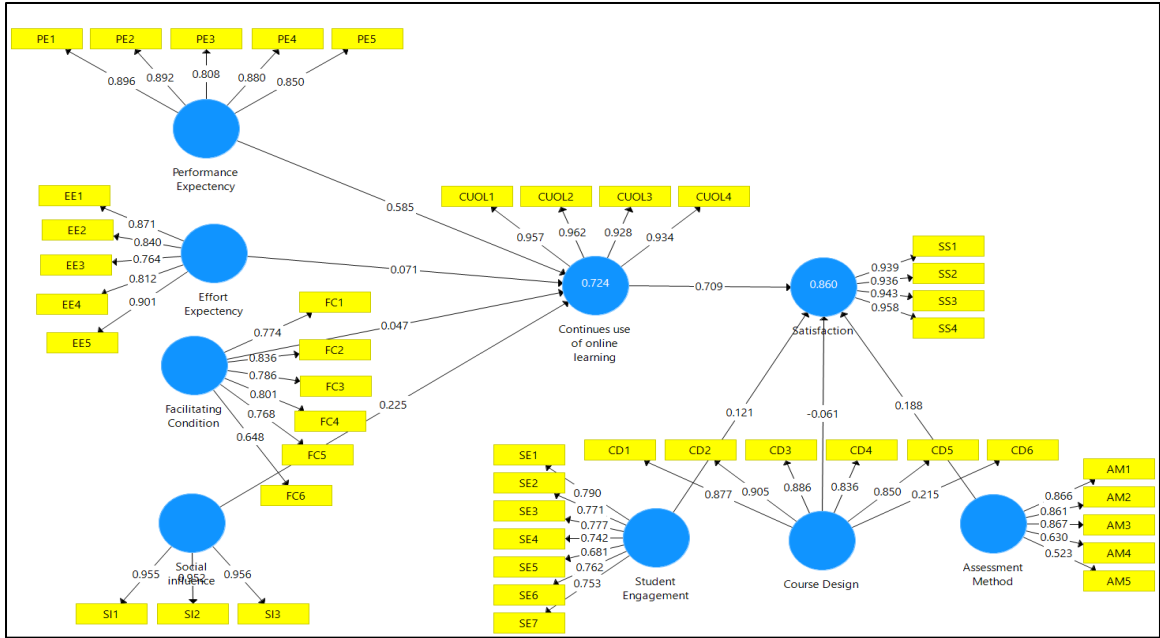 PE1 PE2 PE3 PE4 PE5
0.896 0.892 0.808 0.880 0.850
Performance
Expectency
0.585
EE1
EE2
EE3
EE4
EE5
0.871
0.840
0.764
0.812
0.901
Effort
Expectency
0.071
CUOL1 CUOL2 CUOL3 CUOL4
0.957 0.962 0.928 0.934
0.724
Continues use
of online
learning
0.709
0.860
Satisfaction
SS1
SS2
SS3
SS4
0.939
0.936
0.943
0.958
FC1
FC2
FC3
FC4
FC5
FC6
0.774
0.836
0.786
0.801
0.768
0.648
Facilitating
Condition
0.047
0.225
Social
influence
0.955 0.952 0.956
SI1 SI2 SI3
0.121
-0.061
0.188
SE1
SE2
SE3
SE4
SE5
SE6
SE7
0.790
0.771
0.777
0.742
0.681
0.762
0.753
Student
Engagement
CD1 CD2 CD3 CD4 CD5 CD6
0.877 0.905 0.886 0.836 0.850 0.215
Course Design
AM1
AM2
AM3
AM4
AM5
0.866
0.861
0.867
0.630
0.523
Assessment
Method